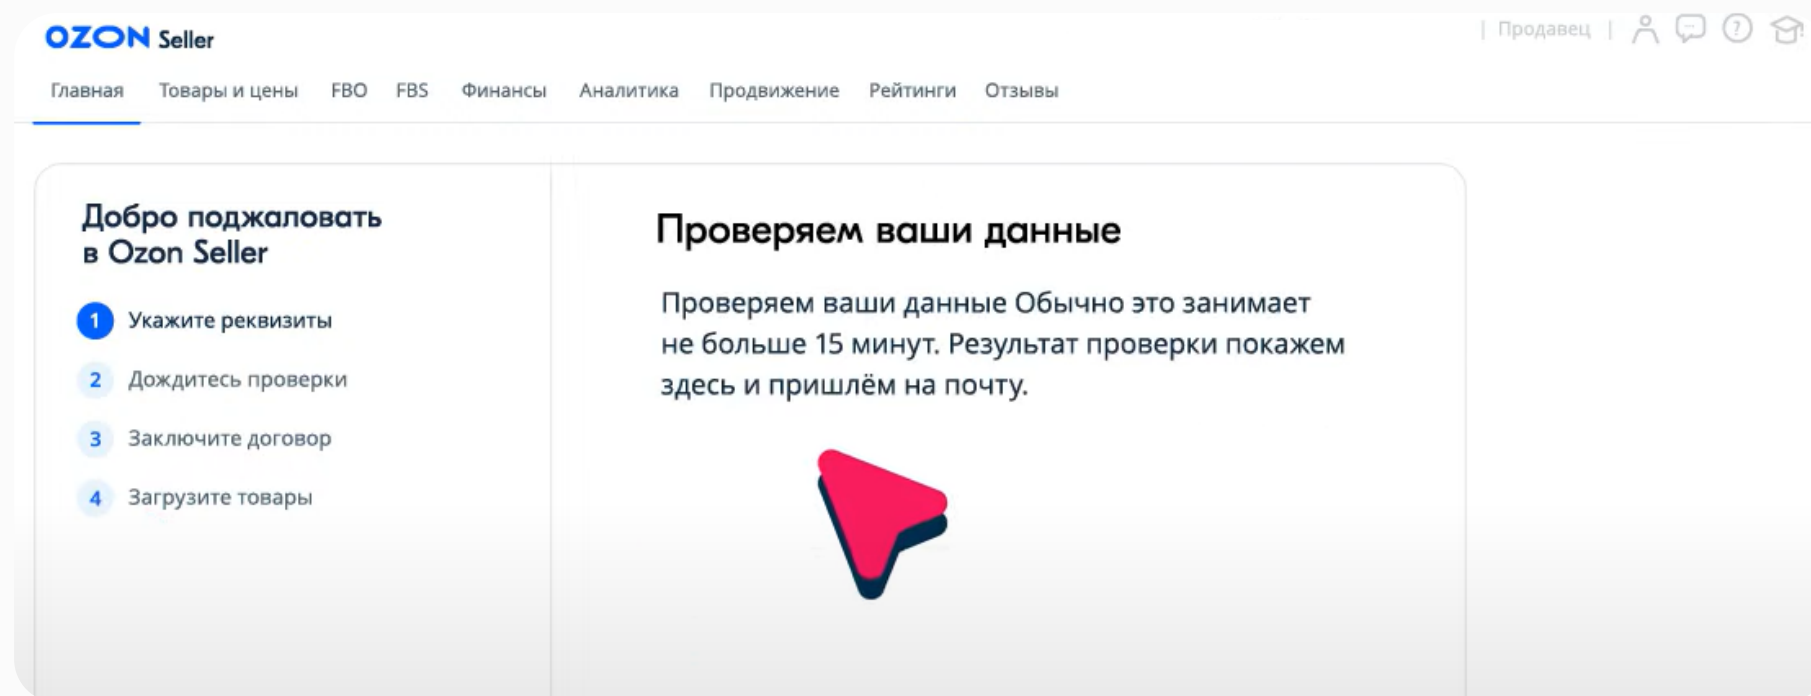 OZON Seller
| Продавец |
Главная Товары и цены FBO FBS Финансы Аналитика Продвижение Рейтинги Отзывы
Добро поджаловать
в Ozon Seller
1 Укажите реквизиты
2 Дождитесь проверки
3 Заключите договор
4 Загрузите товары
Проверяем ваши данные
Проверяем ваши данные Обычно это занимает
не больше 15 минут. Результат проверки покажем
здесь и пришлём на почту.